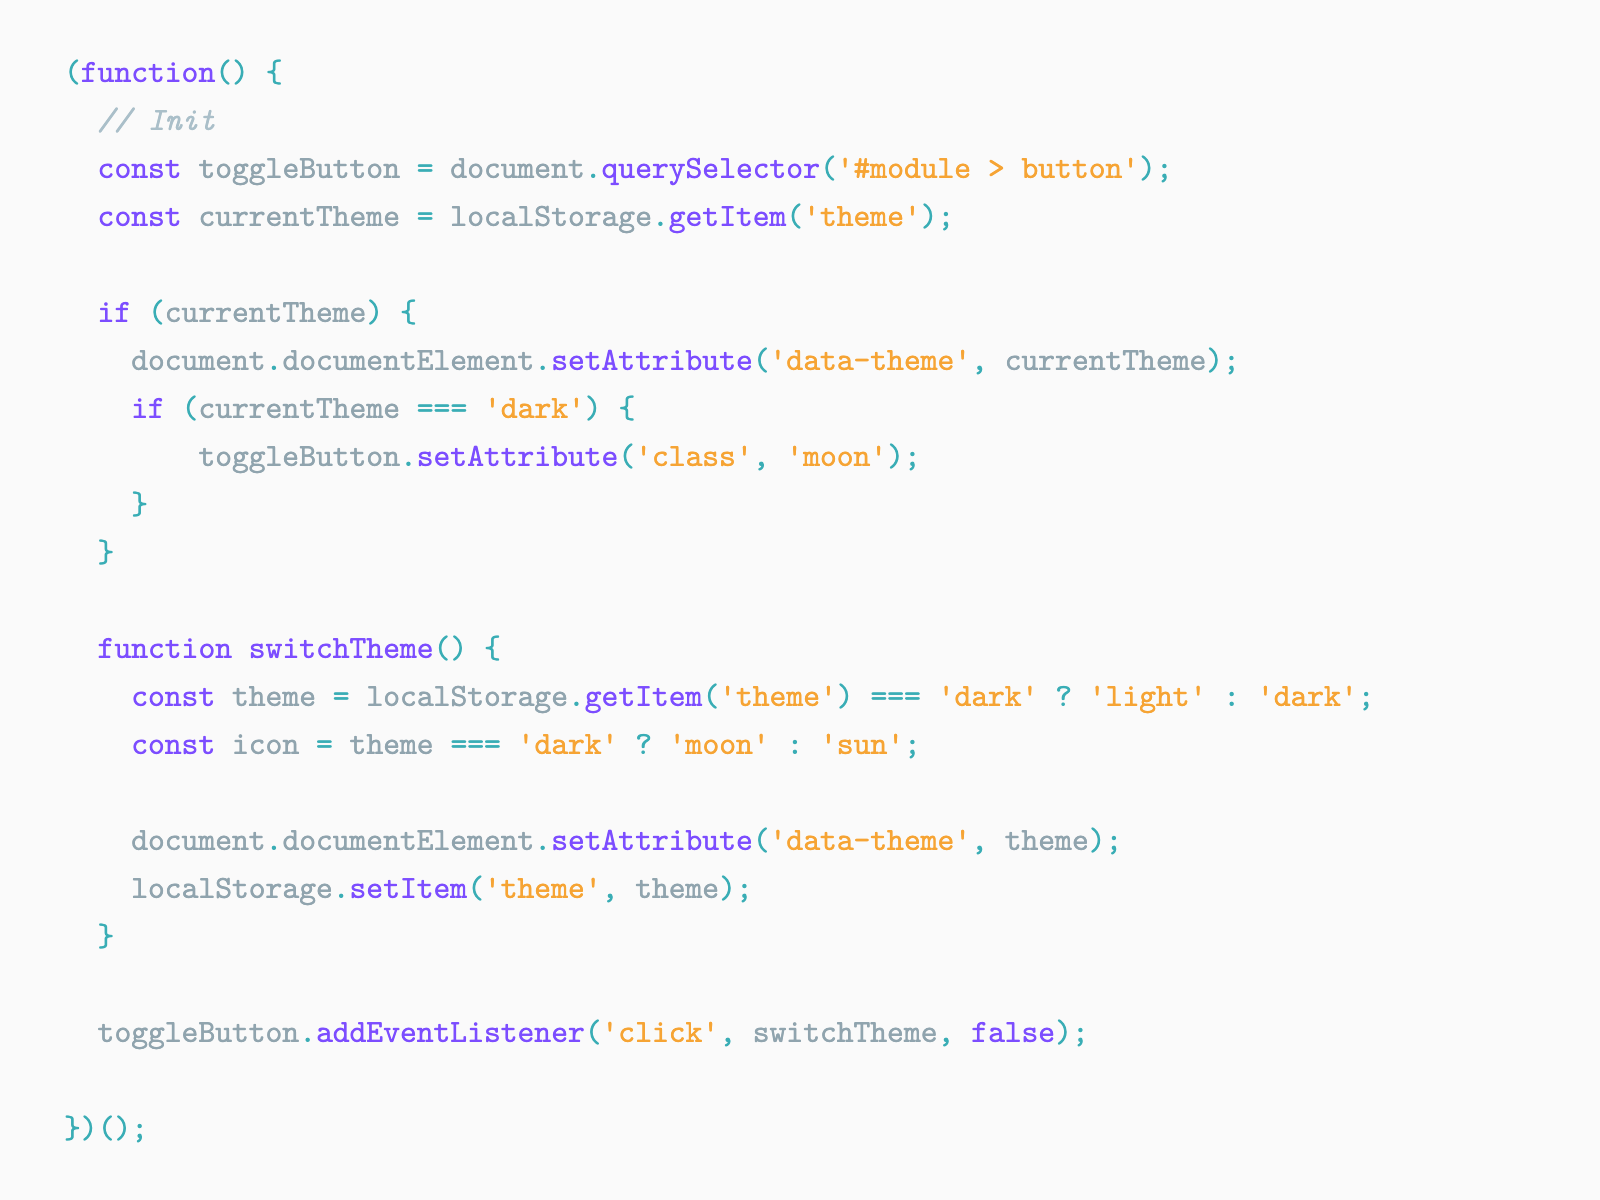 (function() {
  // Init
  const toggleButton = document.querySelector('#module > button');
  const currentTheme = localStorage.getItem('theme');

  if (currentTheme) {
    document.documentElement.setAttribute('data-theme', currentTheme);
    if (currentTheme === 'dark') {
        toggleButton.setAttribute('class', 'moon');
    }
  }

  function switchTheme() {
    const theme = localStorage.getItem('theme') === 'dark' ? 'light' : 'dark';
    const icon = theme === 'dark' ? 'moon' : 'sun';

    document.documentElement.setAttribute('data-theme', theme);
    localStorage.setItem('theme', theme);
  }

  toggleButton.addEventListener('click', switchTheme, false);

})();